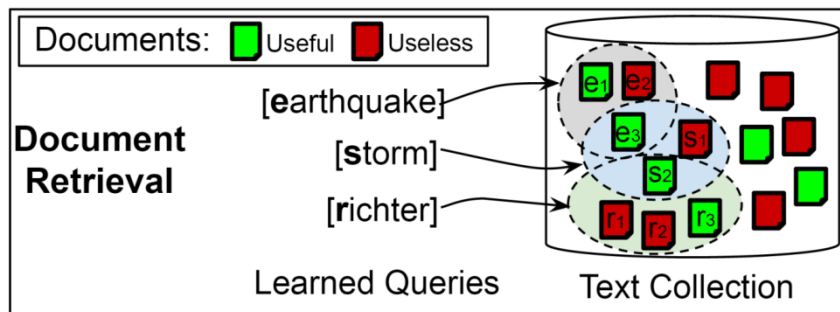 Documents: Useful Useless
[earthquake]
[storm]
[richter]
Document
Retrieval
e1 e2
e3 s1
s2
r1 r2 r3
Learned Queries
Text Collection